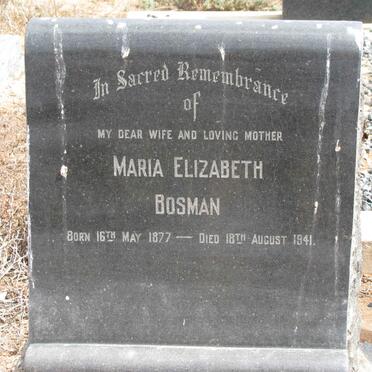 In Sacred Remembrance
of
MY DEAR WIFE AND LOVING MOTHER
MARIA ELIZABETH
BOSMAN
BORN 16TH MAY 1877 — DIED 18TH AUGUST 1941.